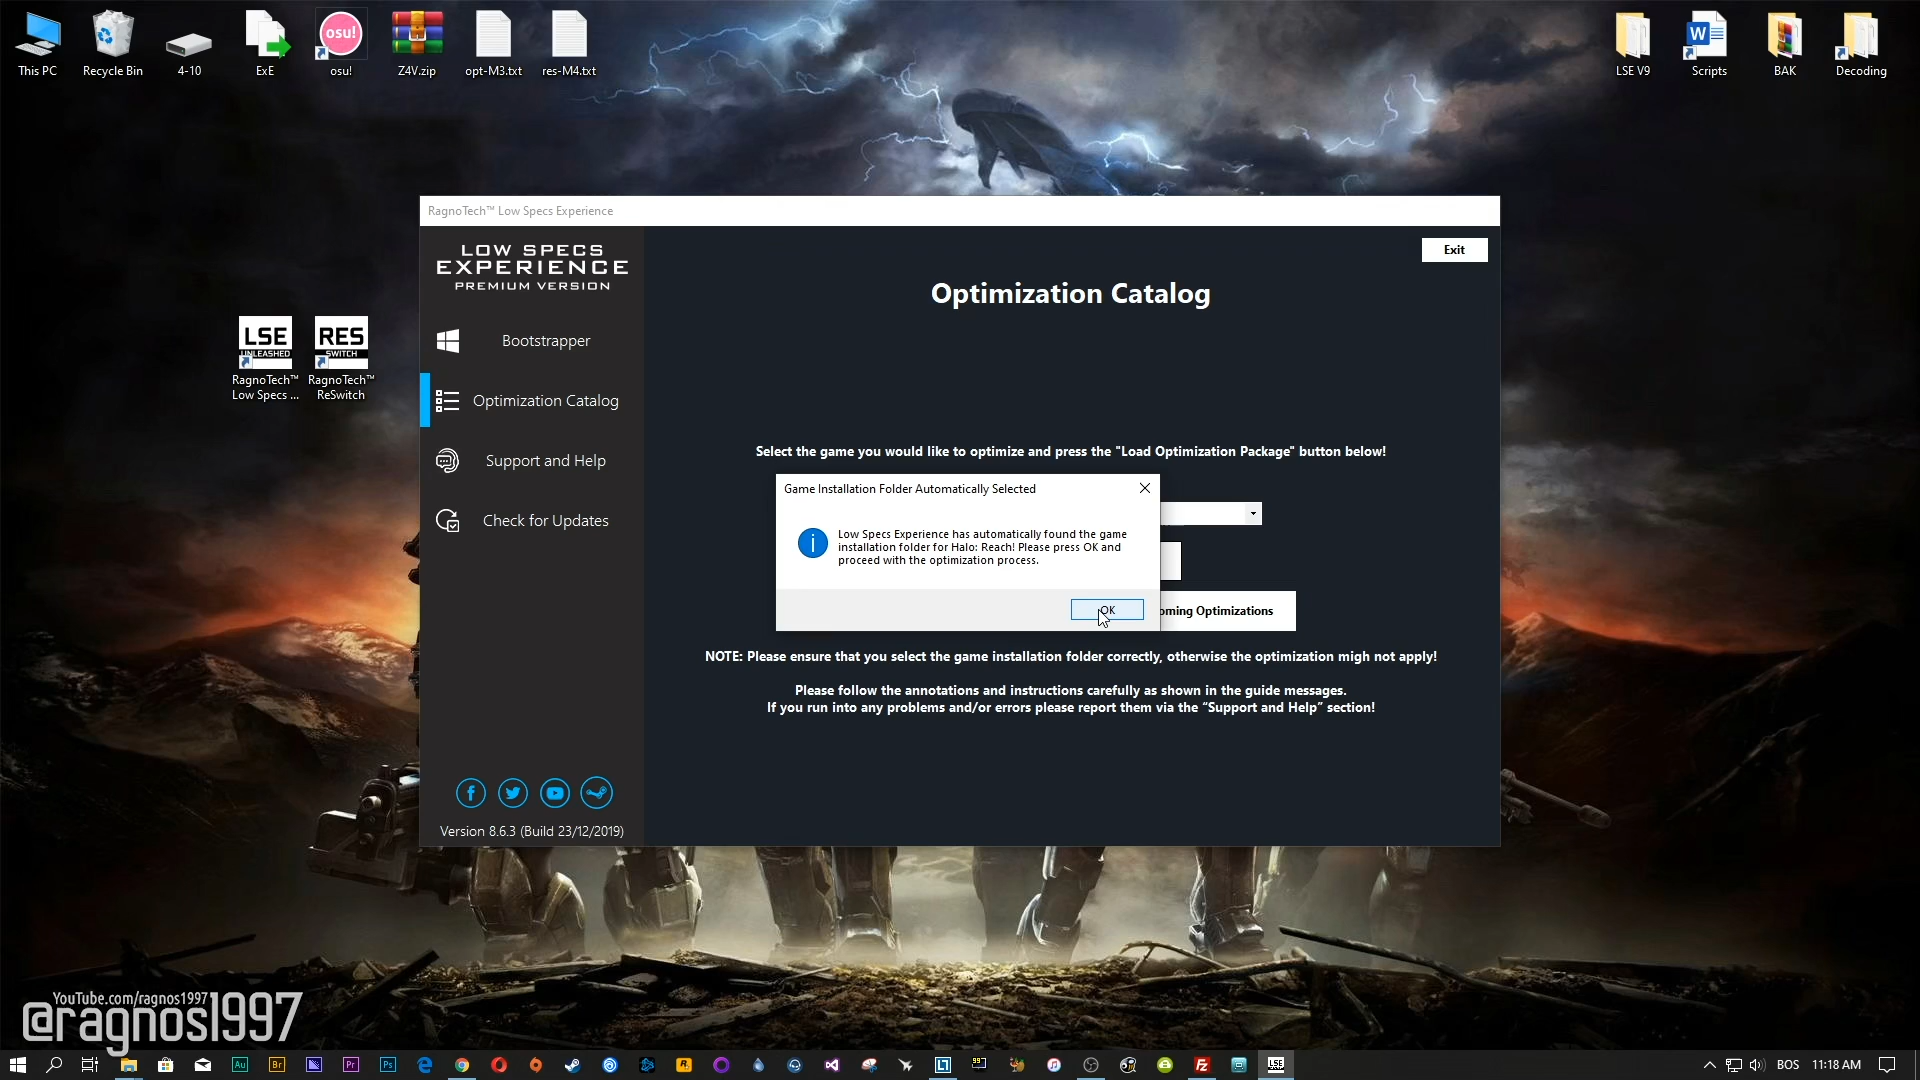 This PC
Recycle Bin
4-10
ExE
osu!
osu!
Z4V.zip
opt-M3.txt
res-M4.txt
W
LSE V9
Scripts
BAK
Decoding
LSE
UNLEASHED
RES
SWITCH
RagnoTech™
Low Specs ...
RagnoTech™
ReSwitch
RagnoTech™ Low Specs Experience
LOW SPECS
EXPERIENCE
PREMIUM VERSION
Bootstrapper
Optimization Catalog
Support and Help
Check for Updates
Version 8.6.3 (Build 23/12/2019)
Exit
Optimization Catalog
Select the game you would like to optimize and press the "Load Optimization Package" button below!
Game Installation Folder Automatically Selected
Low Specs Experience has automatically found the game
installation folder for Halo: Reach! Please press OK and
proceed with the optimization process.
OK
oming Optimizations
NOTE: Please ensure that you select the game installation folder correctly, otherwise the optimization migh not apply!
Please follow the annotations and instructions carefully as shown in the guide messages.
If you run into any problems and/or errors please report them via the “Support and Help” section!
YouTube.com/ragnos1997
@ragnos1997
Au
Br
Pr
Ps
99
Fz
LSE
BOS
11:18 AM